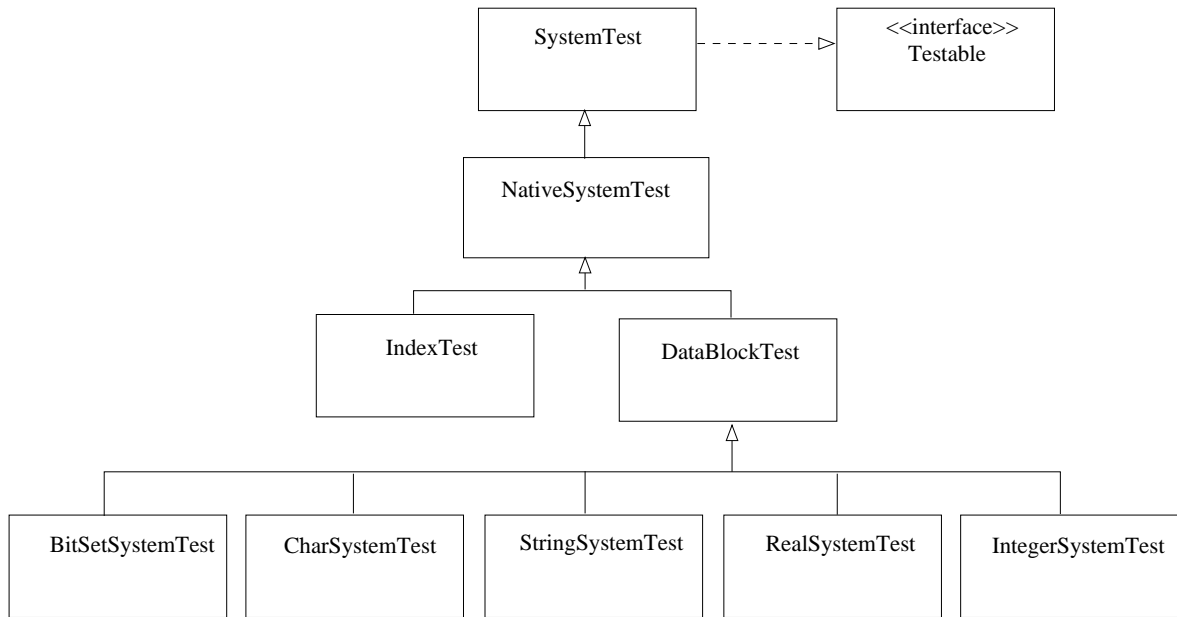 SystemTest
<<interface>>
Testable
NativeSystemTest
IndexTest
DataBlockTest
BitSetSystemTest
CharSystemTest
StringSystemTest
RealSystemTest
IntegerSystemTest